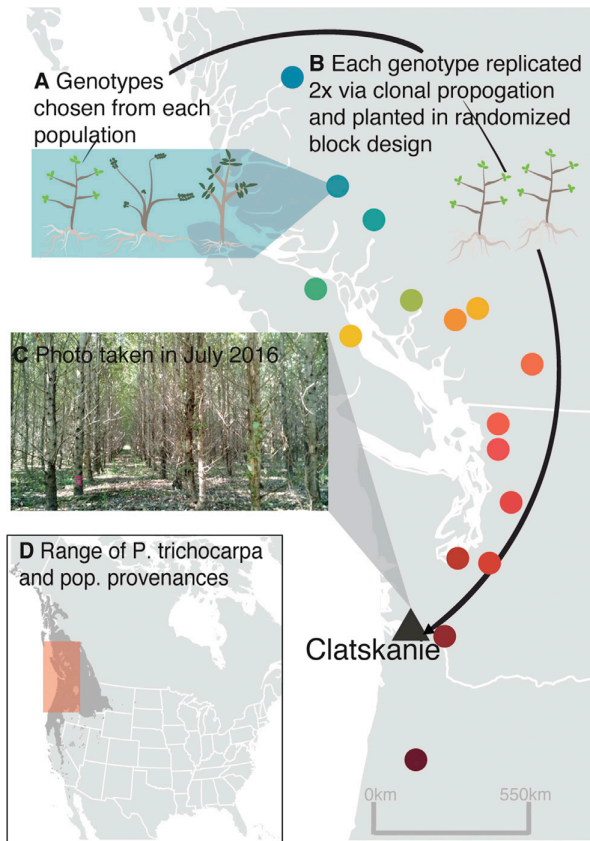 A Genotypes
chosen from each
population
B Each genotype replicated
2x via clonal propogation
and planted in randomized
block design
C Photo taken in July 2016
D Range of P. trichocarpa
and pop. provenances
Clatskanie
0km
550km